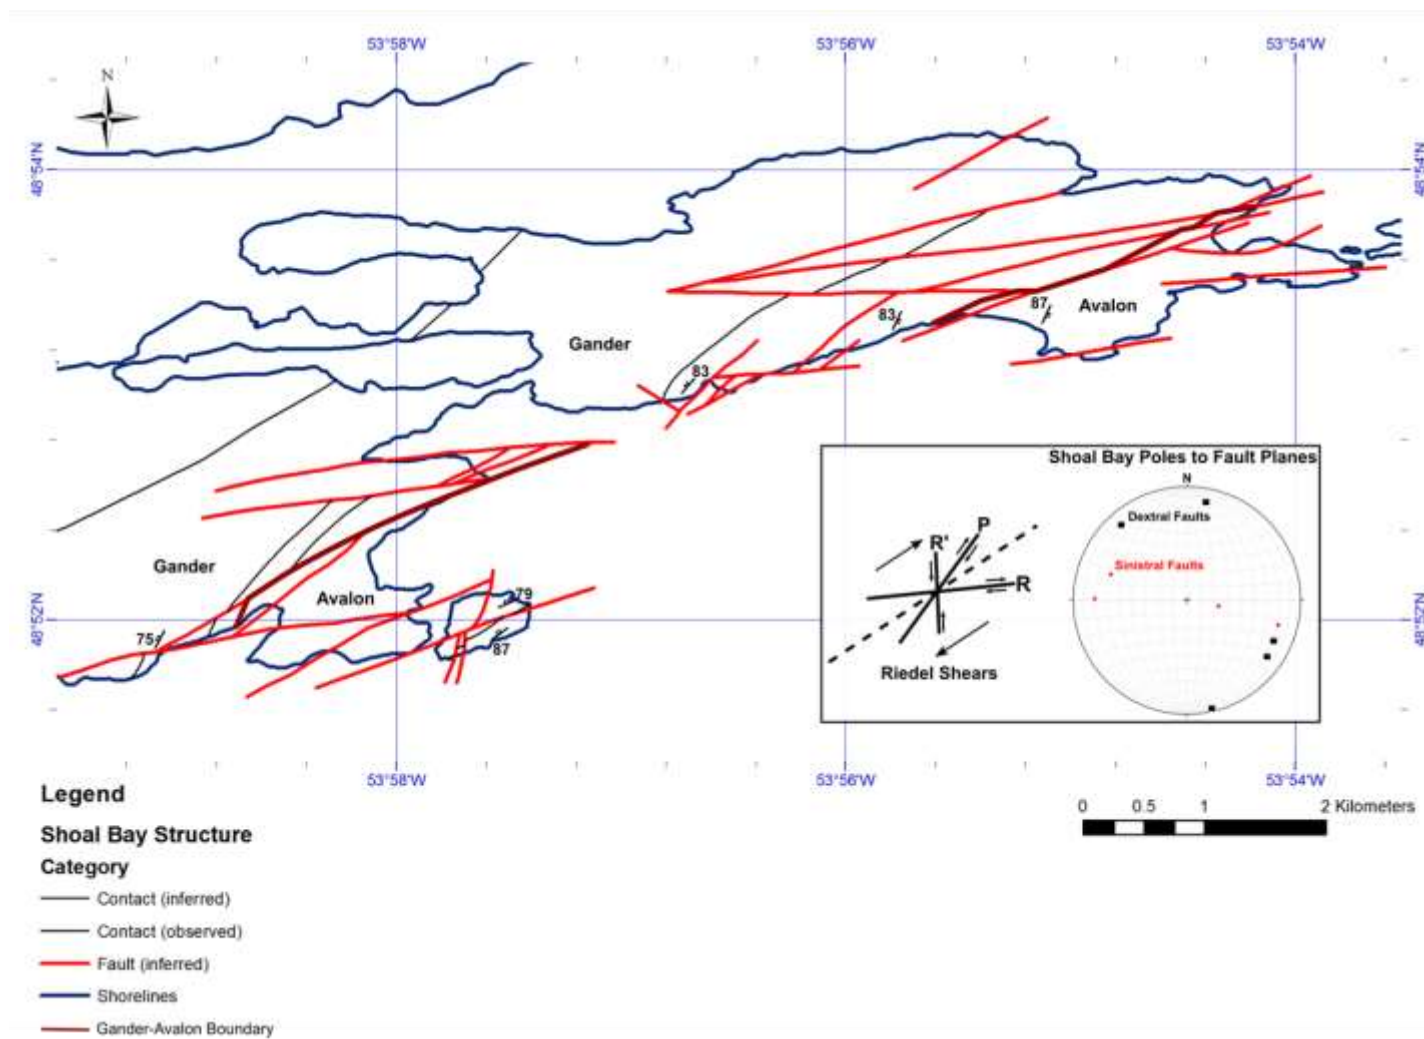 53°58'W 53°56'W 53°54'W
N
48°54'N 48°54'N
87
Avalon
83
Gander
83
Shoal Bay Poles to Fault Planes
N
Dextral Faults
P
R'
Gander
Sinistral Faults
R
79
Avalon
48°52'N 48°52'N
75
87
Riedel Shears
53°58'W 53°56'W 53°54'W
Legend
0 0.5 1 2 Kilometers
Shoal Bay Structure
Category
Contact (inferred)
Contact (observed)
Fault (inferred)
Shorelines
Gander-Avalon Boundary